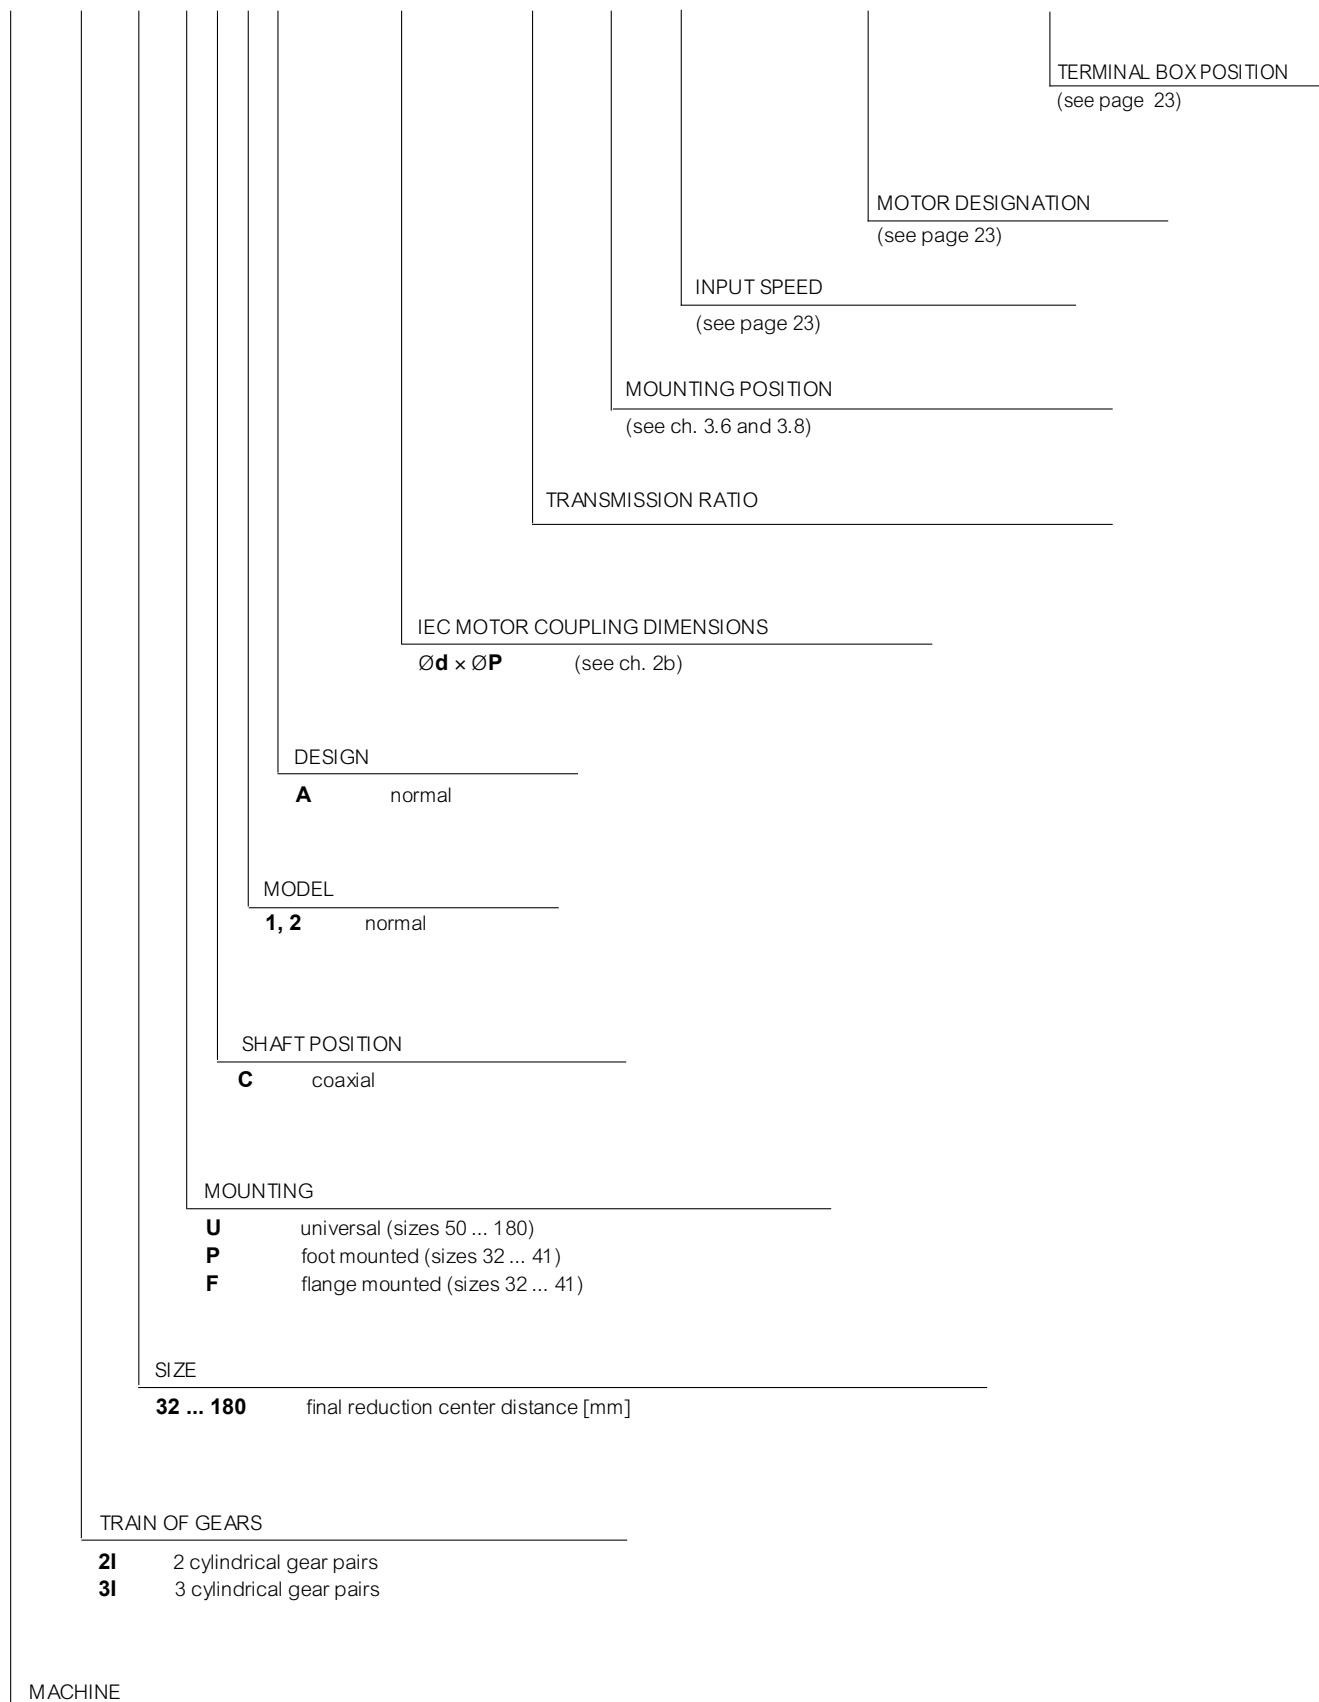 TERMINAL BOX POSITION
(see page 23)
MOTOR DESIGNATION
(see page 23)
INPUT SPEED
(see page 23)
MOUNTING POSITION
(see ch. 3.6 and 3.8)
TRANSMISSION RATIO
IEC MOTOR COUPLING DIMENSIONS
Ød × ØP (see ch. 2b)
DESIGN
A normal
MODEL
1, 2 normal
SHAFT POSITION
C coaxial
MOUNTING
U universal (sizes 50 ... 180)
P foot mounted (sizes 32 ... 41)
F flange mounted (sizes 32 ... 41)
SIZE
32 ... 180 final reduction center distance [mm]
TRAIN OF GEARS
2I 2 cylindrical gear pairs
3I 3 cylindrical gear pairs
MACHINE